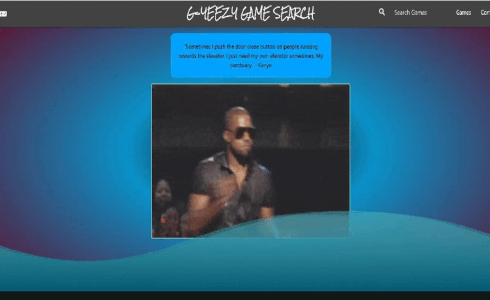 G-YEEZY GAME SEARCH
Search Games
Games
"Sometimes I push the door close button on people running
towards the elevator. I just need my own elevator sometimes. My
sanctuary." -Kanye